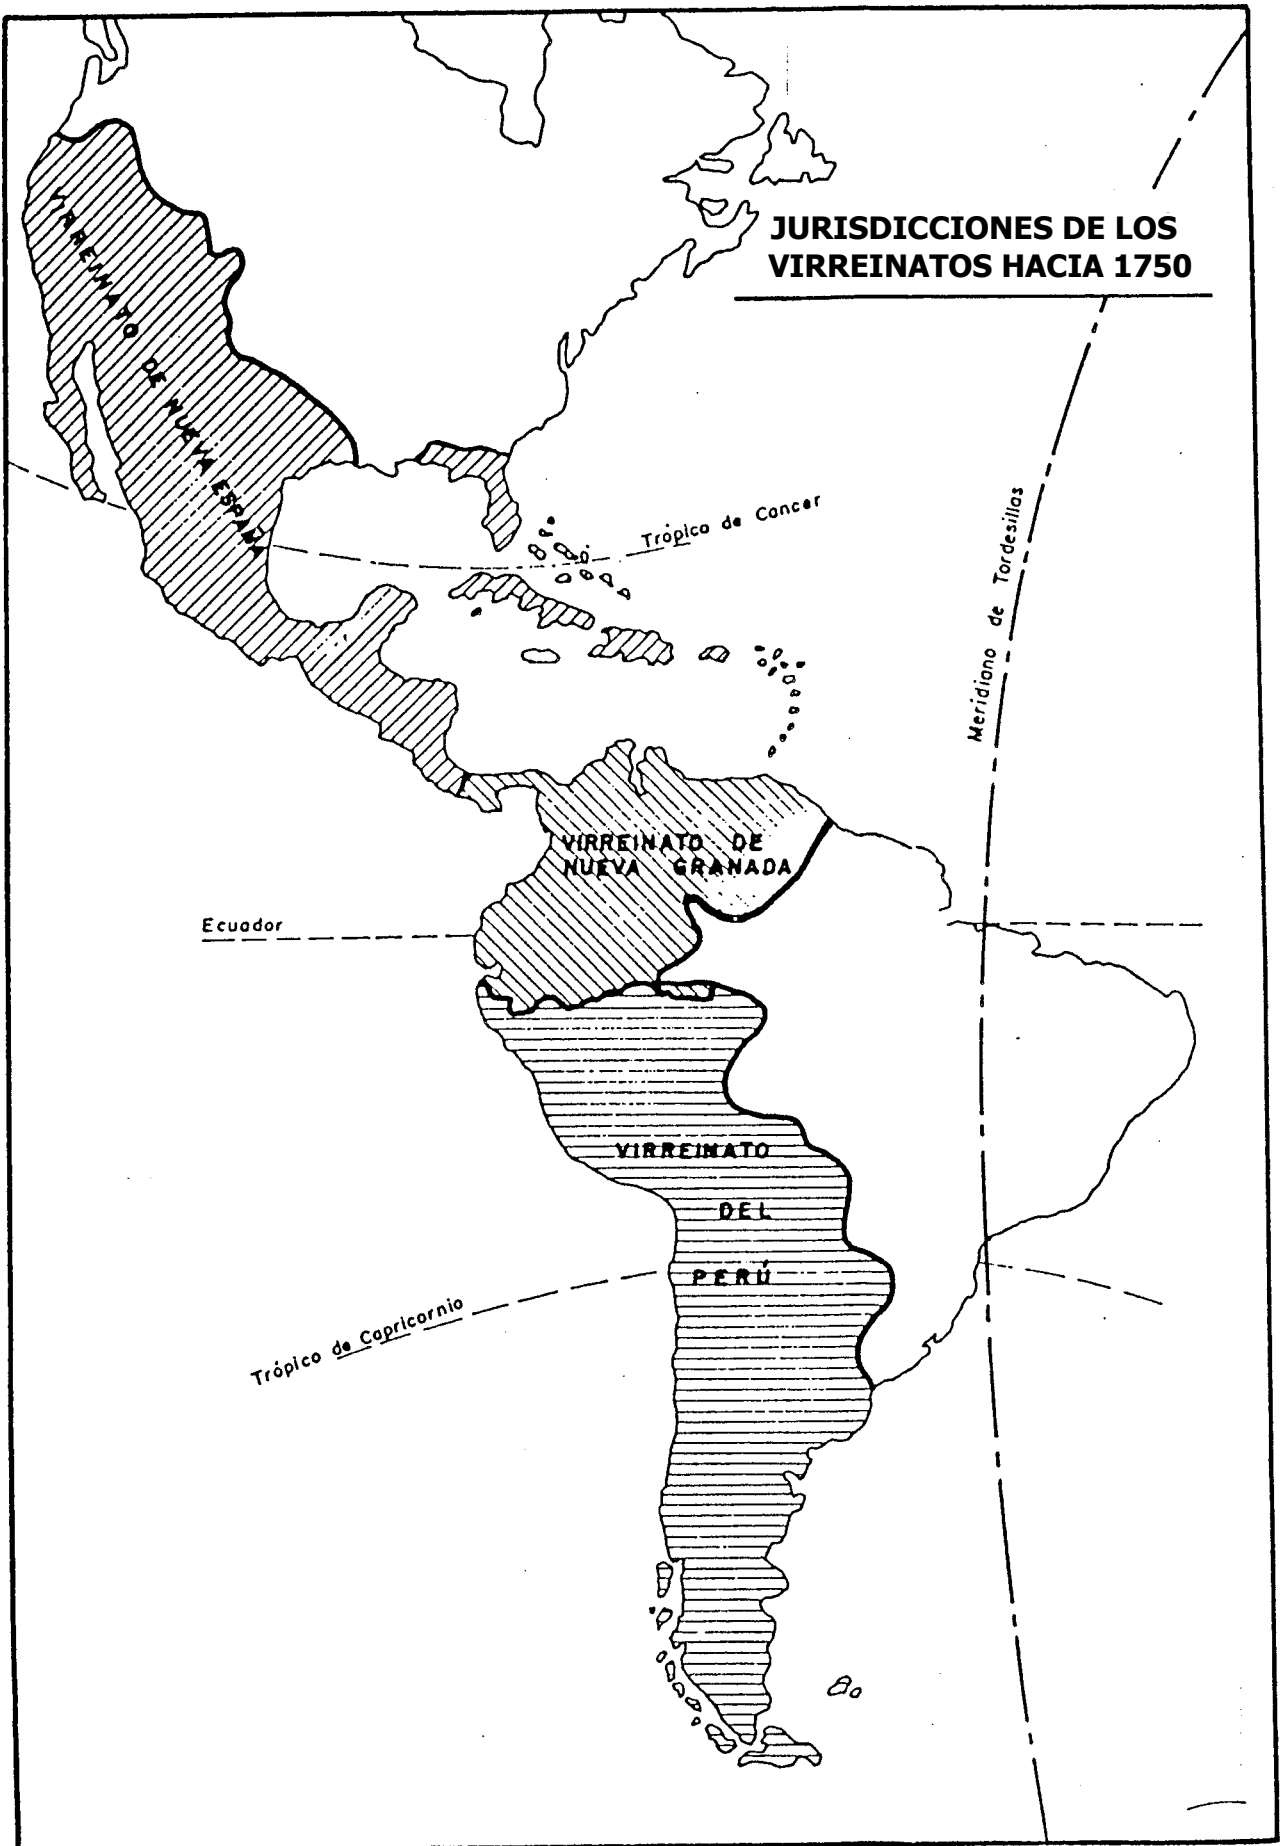 JURISDICCIONES DE LOS
VIRREINATOS HACIA 1750
VIRREINATO DE NUEVA ESPAÑA
Trópico de Cancer
Meridiano de Tordesillas
VIRREINATO DE
NUEVA GRANADA
Ecuador
VIRREINATO
DEL
PERÚ
Trópico de Capricornio